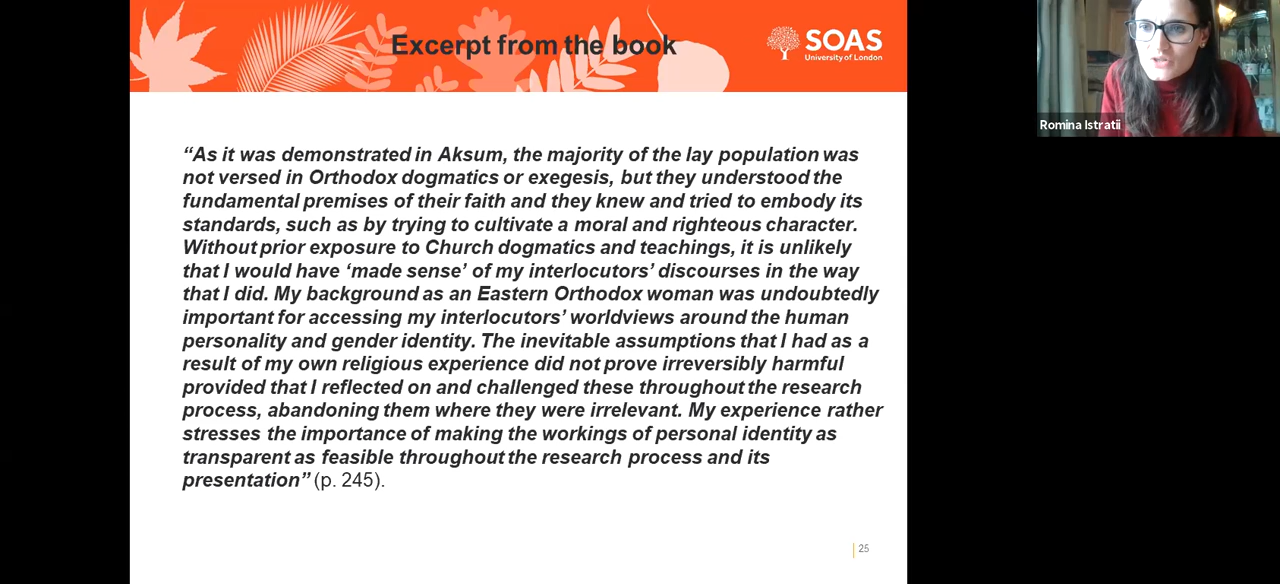 Excerpt from the book
SOAS
University of London
Romina Istratii
“As it was demonstrated in Aksum, the majority of the lay population was
not versed in Orthodox dogmatics or exegesis, but they understood the
fundamental premises of their faith and they knew and tried to embody its
standards, such as by trying to cultivate a moral and righteous character.
Without prior exposure to Church dogmatics and teachings, it is unlikely
that I would have ‘made sense’ of my interlocutors’ discourses in the way
that I did. My background as an Eastern Orthodox woman was undoubtedly
important for accessing my interlocutors’ worldviews around the human
personality and gender identity. The inevitable assumptions that I had as a
result of my own religious experience did not prove irreversibly harmful
provided that I reflected on and challenged these throughout the research
process, abandoning them where they were irrelevant. My experience rather
stresses the importance of making the workings of personal identity as
transparent as feasible throughout the research process and its
presentation” (p. 245).
25